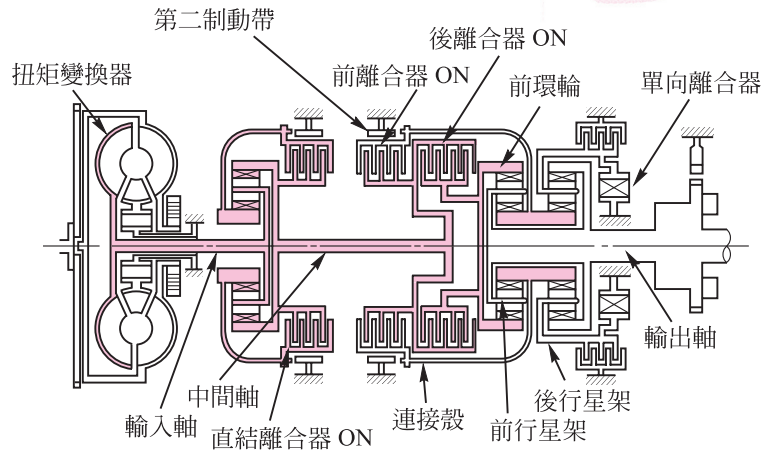 第二制動帶
後離合器 ON
扭矩變換器
前離合器 ON
前環輪
單向離合器
輸出軸
中間軸
後行星架
輸入軸
連接殼
前行星架
直結離合器 ON